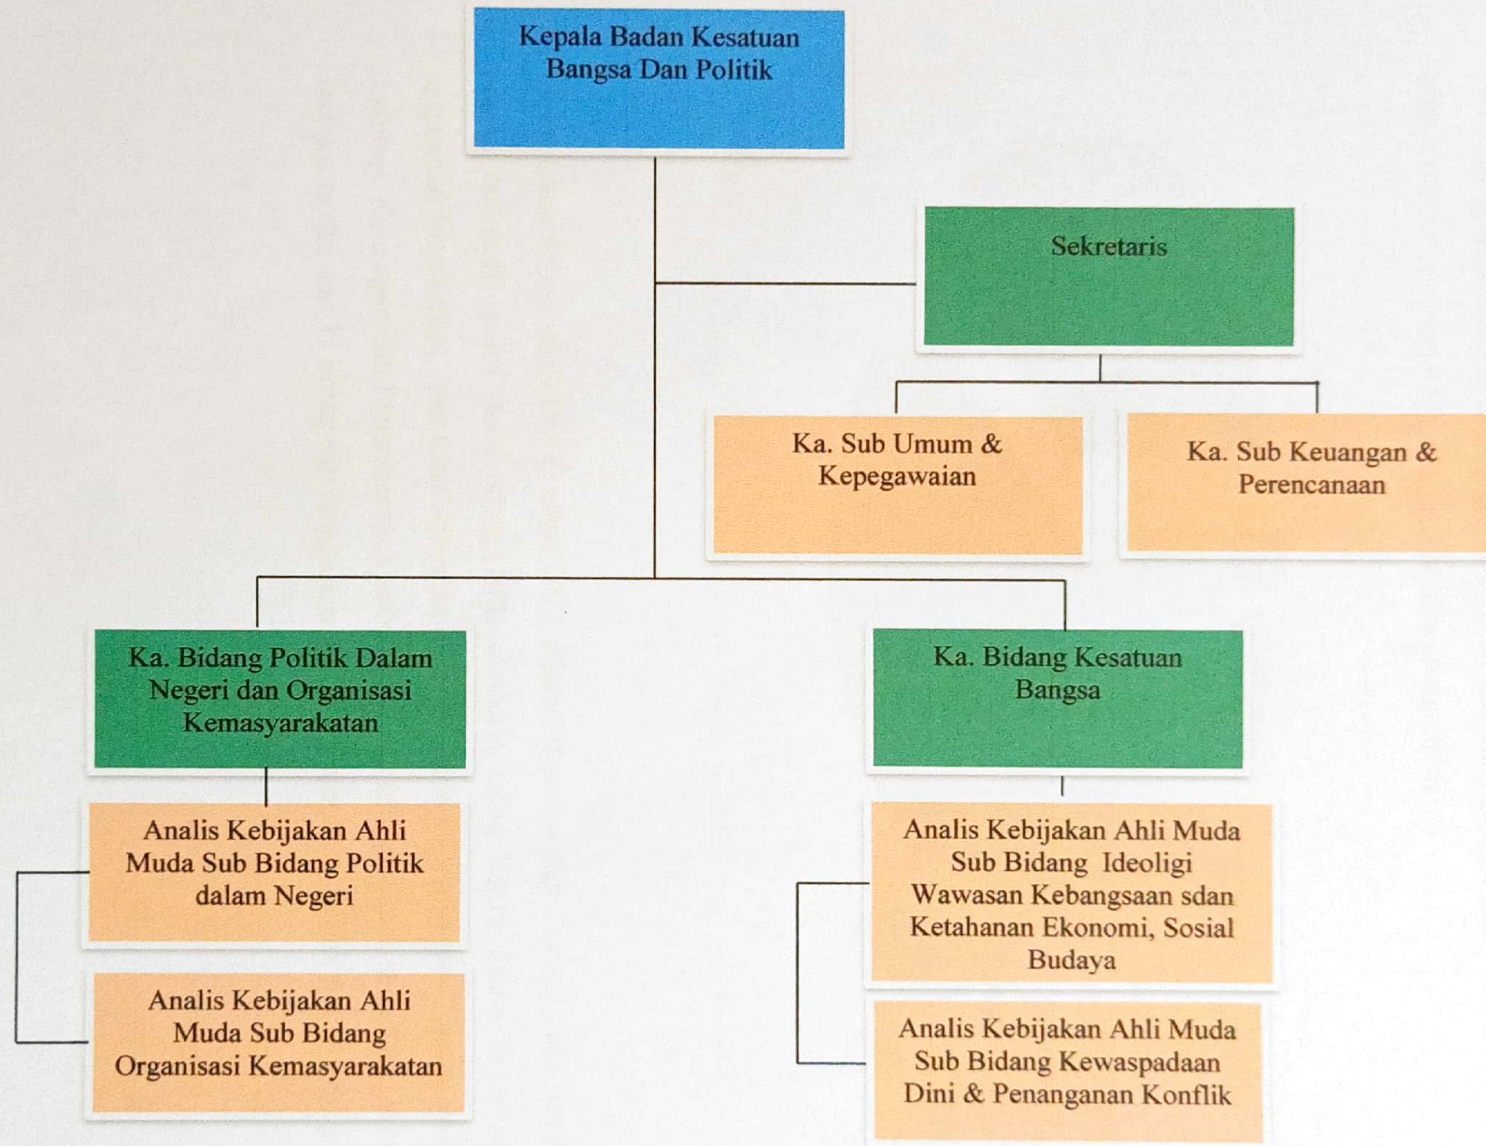 Kepala Badan Kesatuan
Bangsa Dan Politik
Sekretaris
Ka. Sub Umum &
Kepegawaian
Ka. Sub Keuangan &
Perencanaan
Ka. Bidang Politik Dalam
Negeri dan Organisasi
Kemasyarakatan
Ka. Bidang Kesatuan
Bangsa
Analis Kebijakan Ahli
Muda Sub Bidang Politik
dalam Negeri
Analis Kebijakan Ahli Muda
Sub Bidang Ideoligi
Wawasan Kebangsaan sdan
Ketahanan Ekonomi, Sosial
Budaya
Analis Kebijakan Ahli
Muda Sub Bidang
Organisasi Kemasyarakatan
Analis Kebijakan Ahli Muda
Sub Bidang Kewaspadaan
Dini & Penanganan Konflik